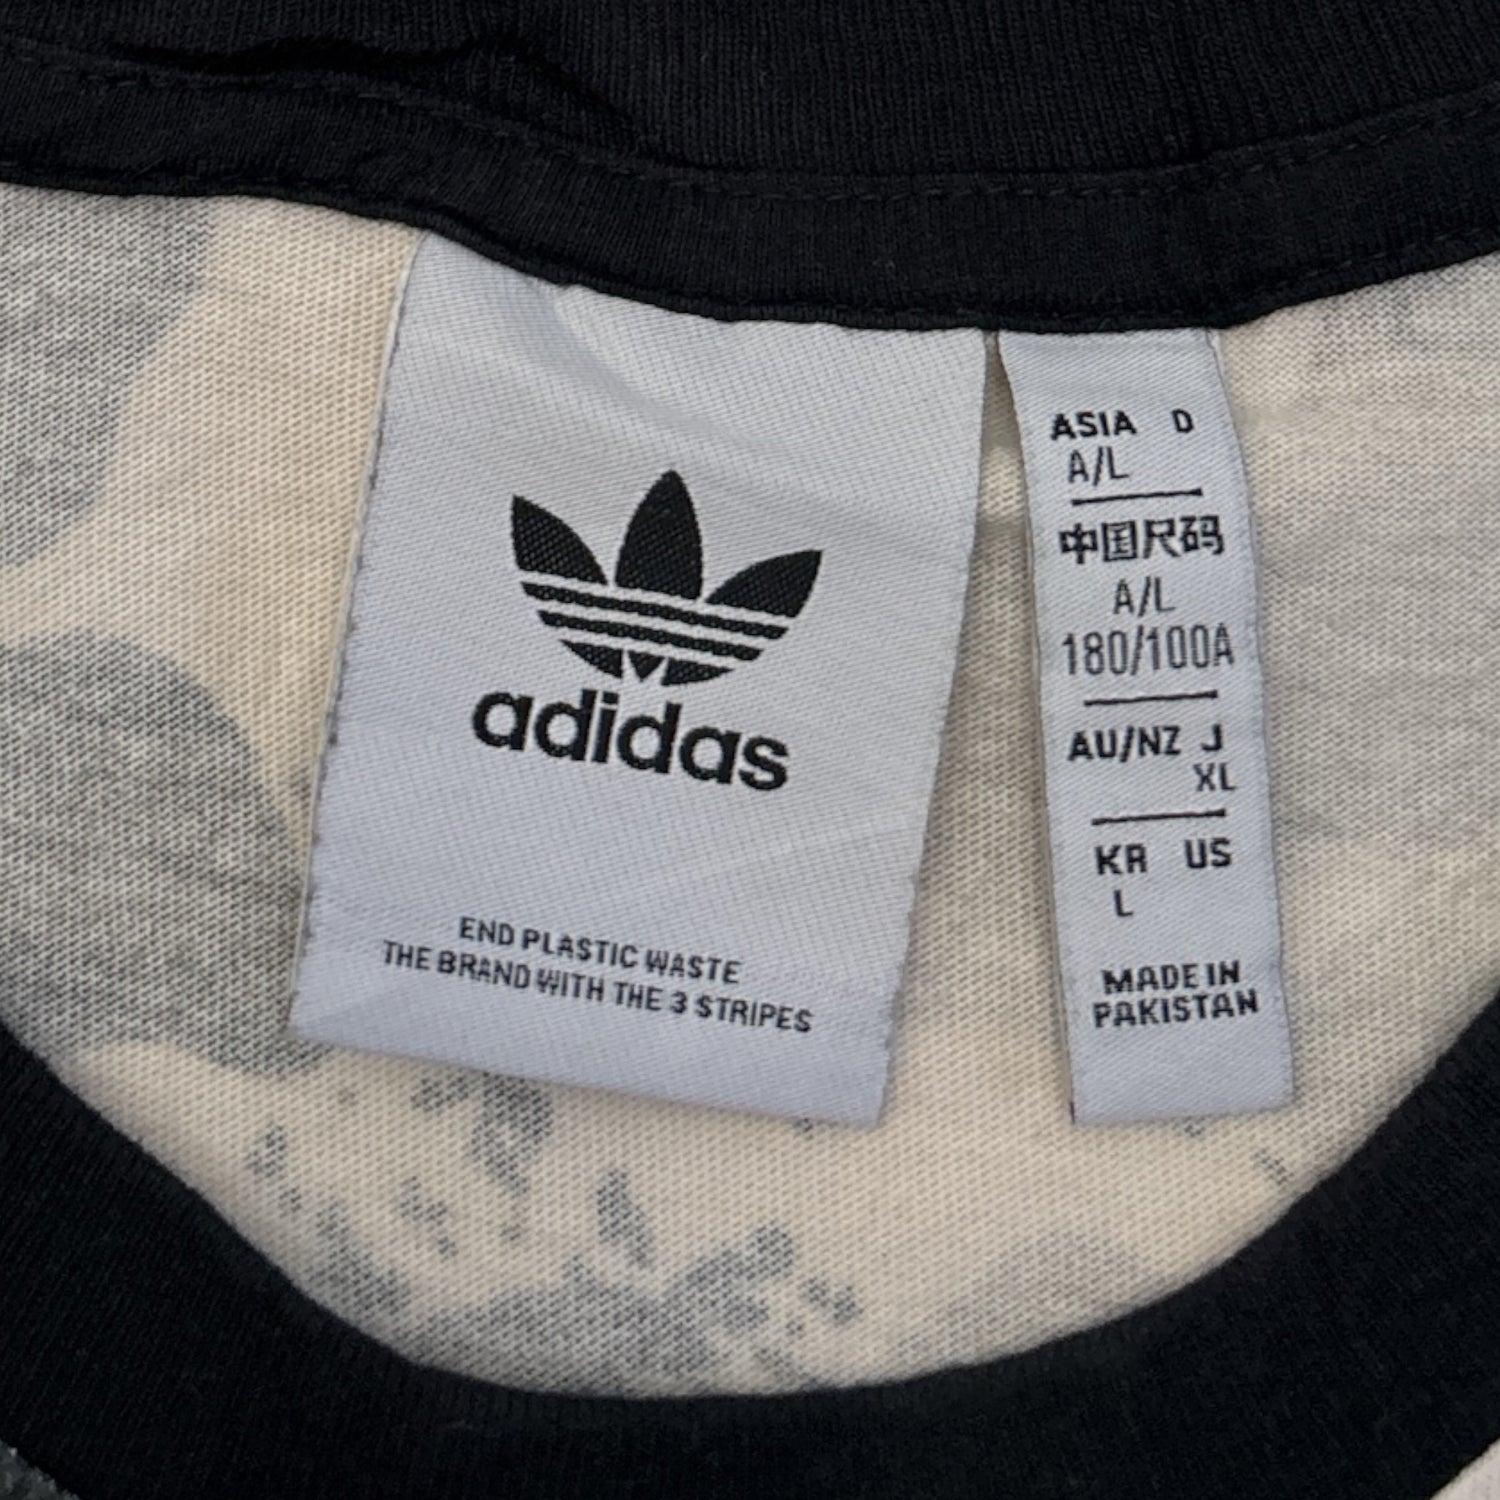 adidas
END PLASTIC WASTE
THE BRAND WITH THE 3 STRIPES
ASIA D
A/L
中国尺码
A/L
180/100A
AU/NZ J
XL
KR US
L
MADE IN
PAKISTAN